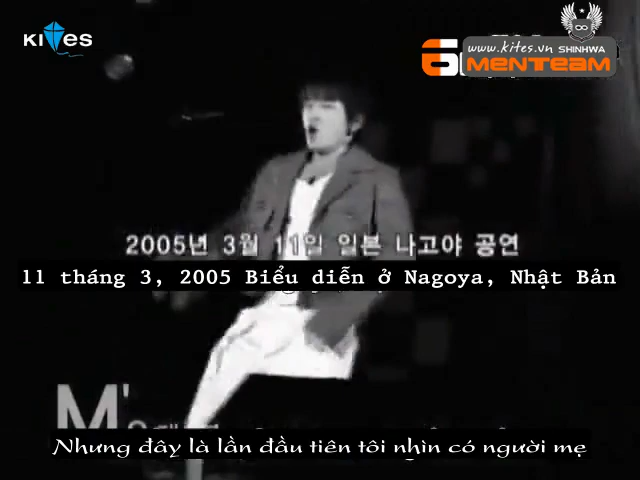 KITES
www.kites.vn SHINHWA
6MENTEAM
2005년 3월 11일 일본 나고야 공연
11 tháng 3, 2005 Biểu diễn ở Nagoya, Nhật Bản
M'
Nhưng đây là lần đầu tiên tôi nhìn có người mẹ